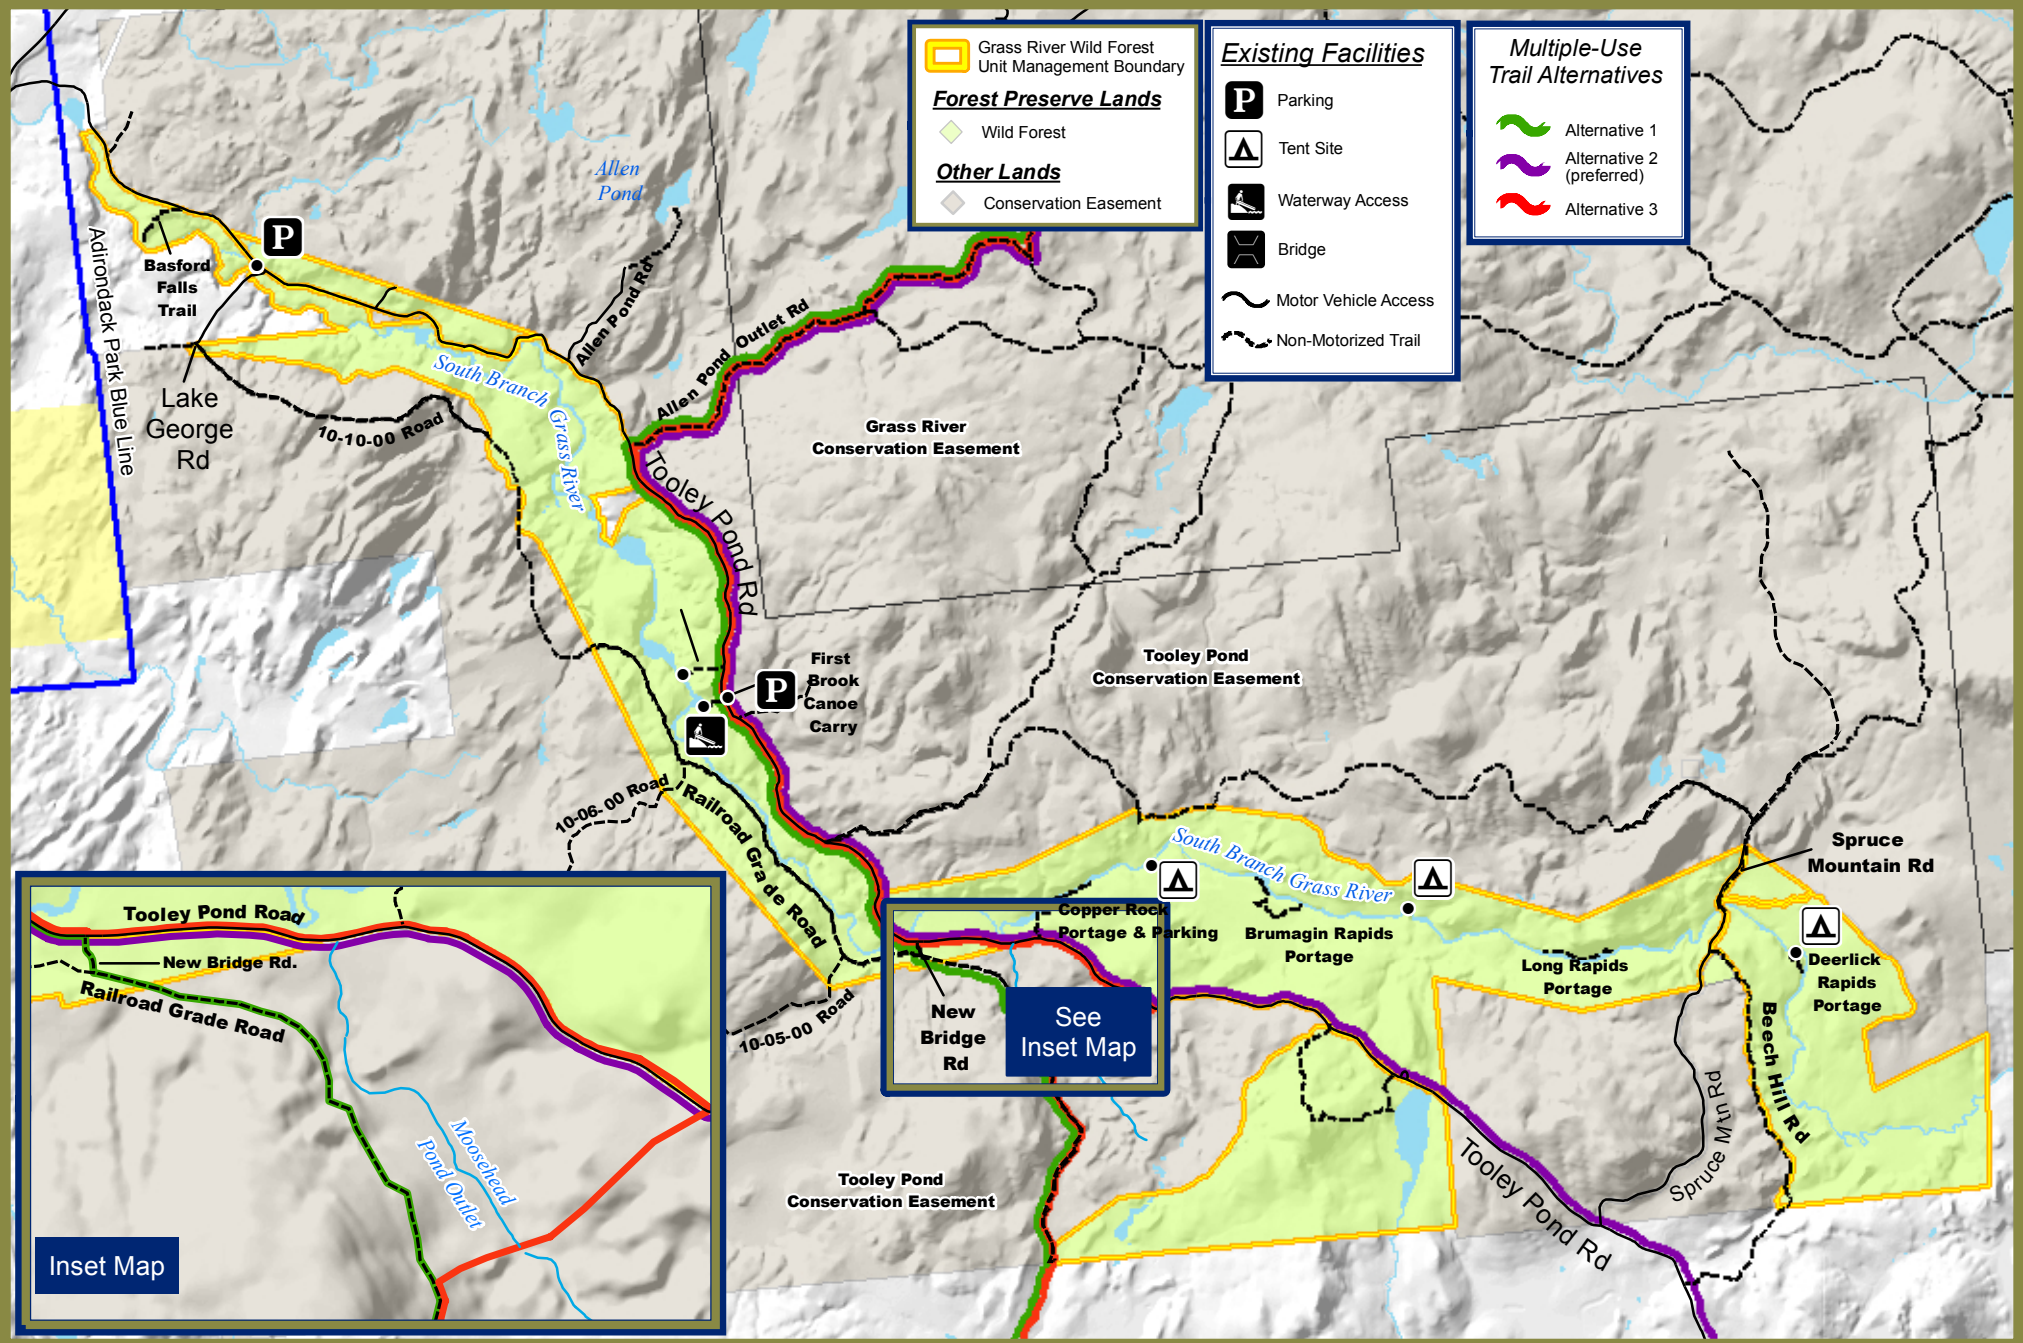 Grass River Wild Forest
Unit Management Boundary
Forest Preserve Lands
Wild Forest
Other Lands
Conservation Easement
Existing Facilities
P
Parking
Tent Site
Waterway Access
Bridge
Motor Vehicle Access
Non-Motorized Trail
Multiple-Use
Trail Alternatives
Alternative 1
Alternative 2
(preferred)
Alternative 3
Allen
Pond
P
Adirondack Park Blue Line
Basford
Falls
Trail
Allen Pond Rd
Allen Pond Outlet Rd
South Branch Grass River
Lake
George
Rd
10-10-00 Road
Grass River
Conservation Easement
Tooley Pond Rd
Tooley Pond
Conservation Easement
First
Brook
Canoe
Carry
P
10-06-00 Road
Railroad Grade Road
South Branch Grass River
Spruce
Mountain Rd
Copper Rock
Portage & Parking
Brumagin Rapids
Portage
Long Rapids
Portage
Deerlick
Rapids
Portage
10-05-00 Road
New
Bridge
Rd
See
Inset Map
Beech Hill Rd
Spruce Mtn Rd
Tooley Pond Rd
Tooley Pond
Conservation Easement
Tooley Pond Road
New Bridge Rd.
Railroad Grade Road
Moosehead
Pond Outlet
Inset Map